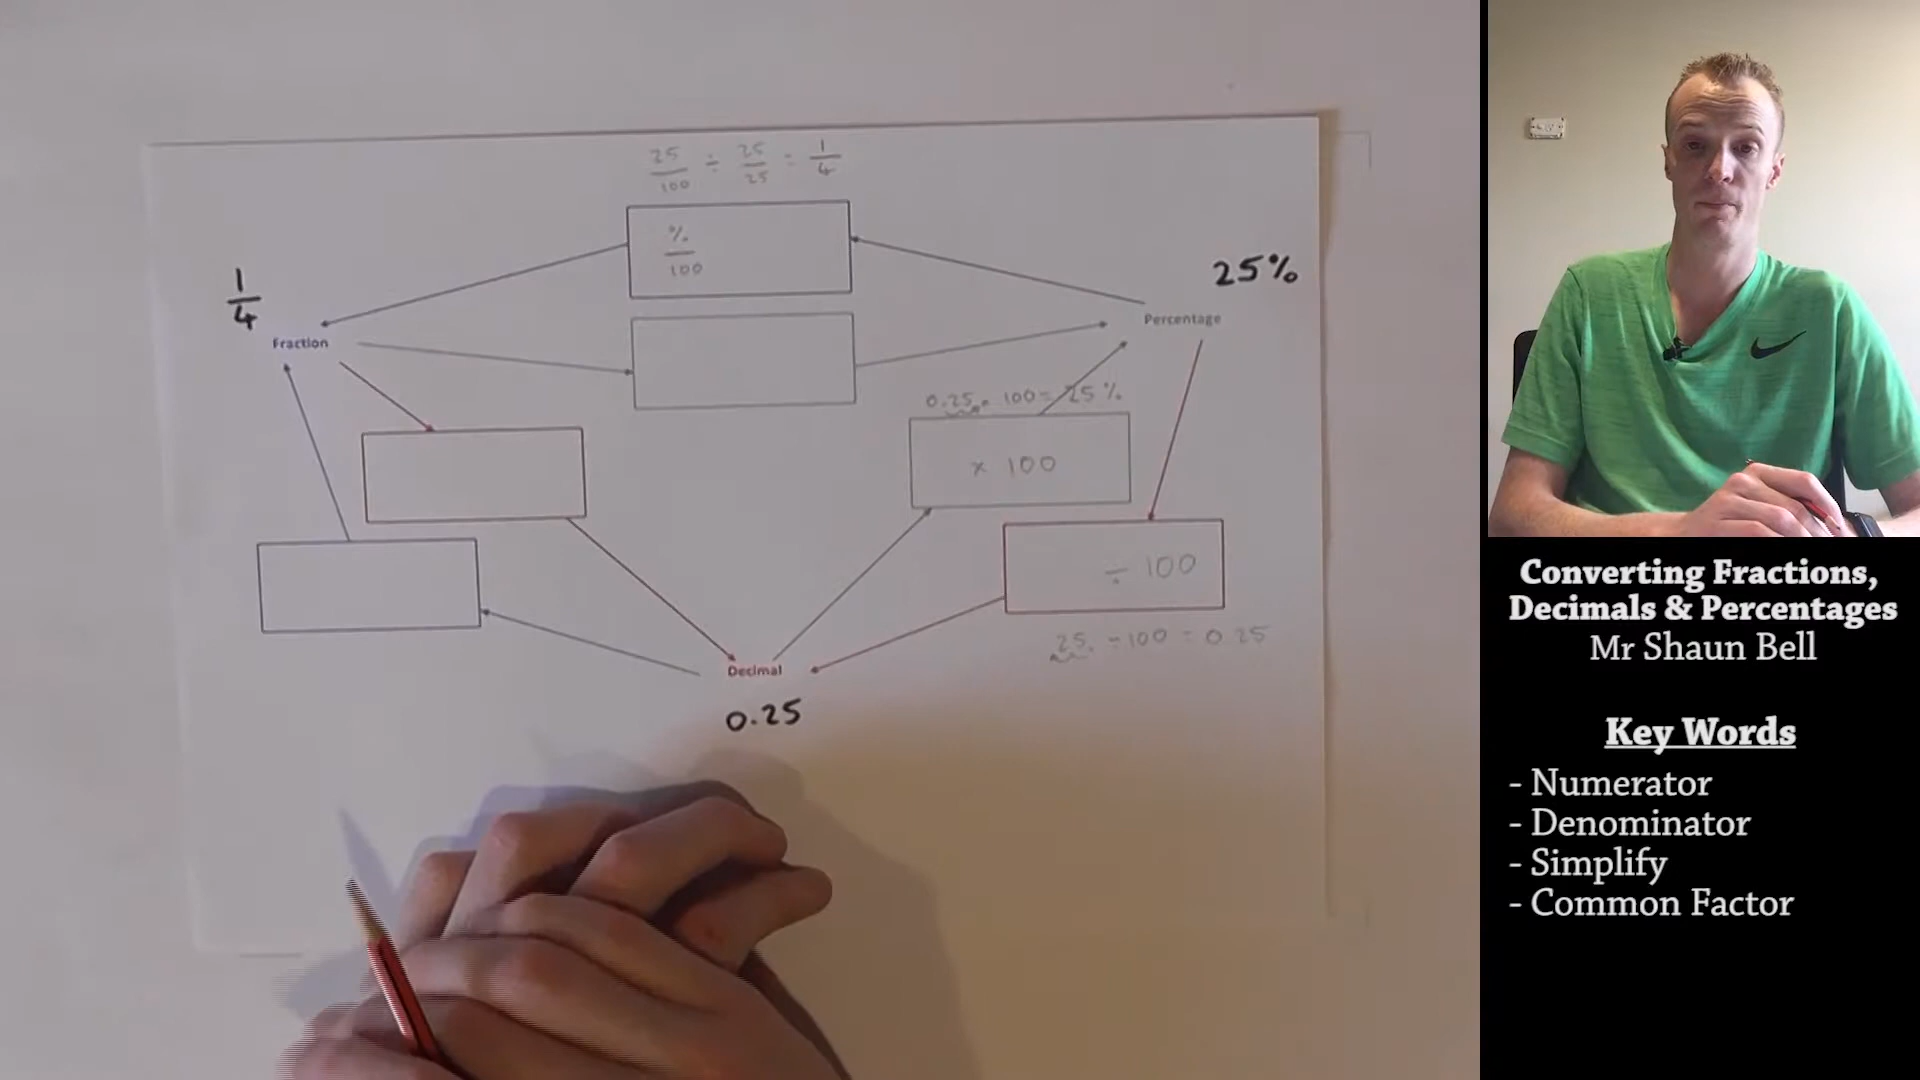 25/100 ÷ 25/25 = 1/4
%/100
1/4
Fraction
25%
Percentage
0.25 × 100 = 25%
× 100
÷ 100
25. ÷ 100 = 0.25
Decimal
0.25
Converting Fractions,
Decimals & Percentages
Mr Shaun Bell
Key Words
- Numerator
- Denominator
- Simplify
- Common Factor